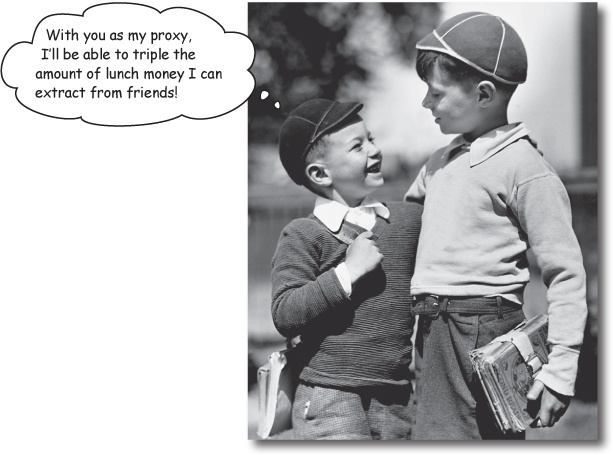 With you as my proxy,
I'll be able to triple the
amount of lunch money I can
extract from friends!